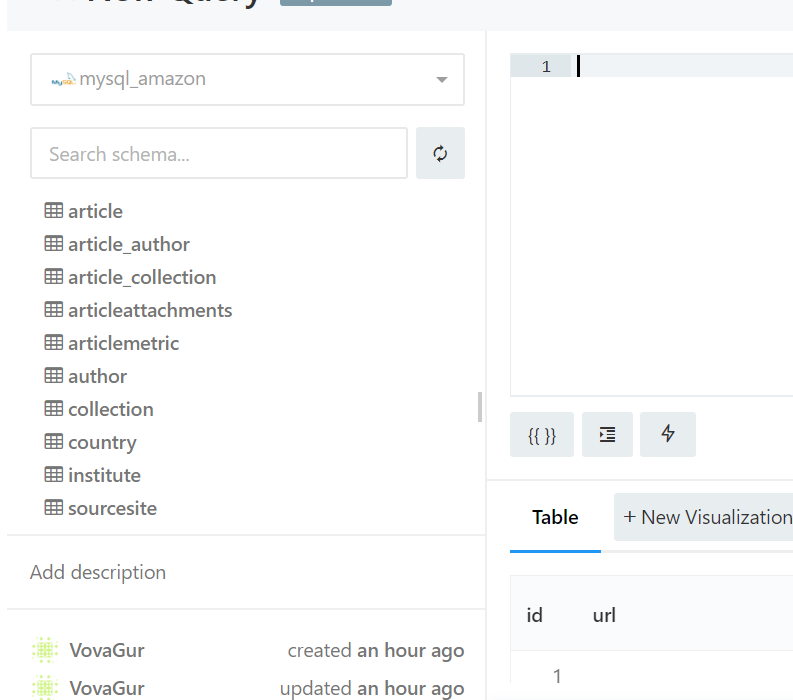 mysql_amazon
Search schema...
article
article_author
article_collection
articleattachments
articlemetric
author
collection
country
institute
sourcesite
Add description
VovaGur created an hour ago
VovaGur updated an hour ago
1
{{ }}
Table
+ New Visualization
id url
1